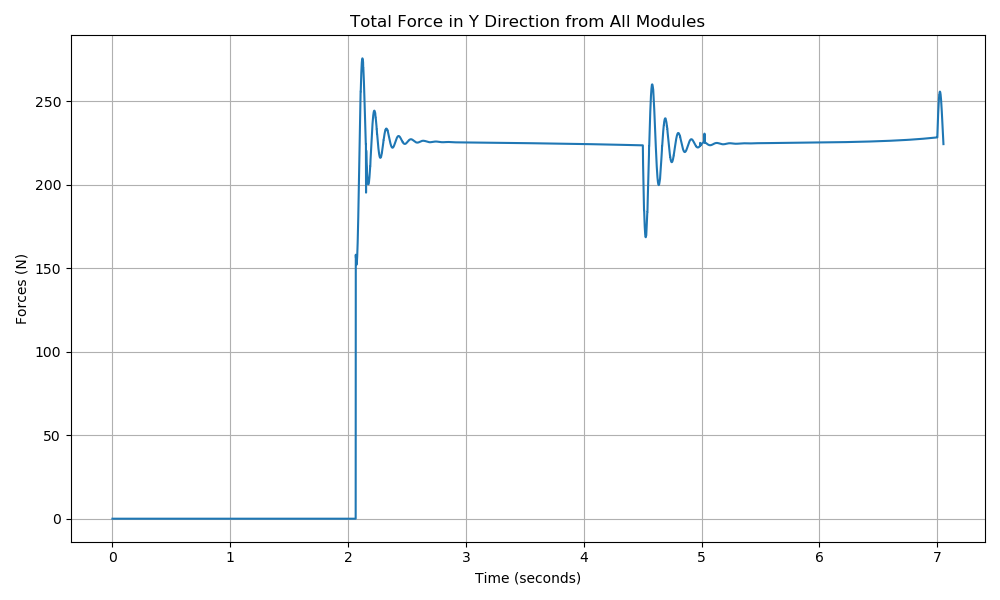 Total Force in Y Direction from All Modules
Forces (N)
250
200
150
100
50
0
0 1 2 3 4 5 6 7
Time (seconds)